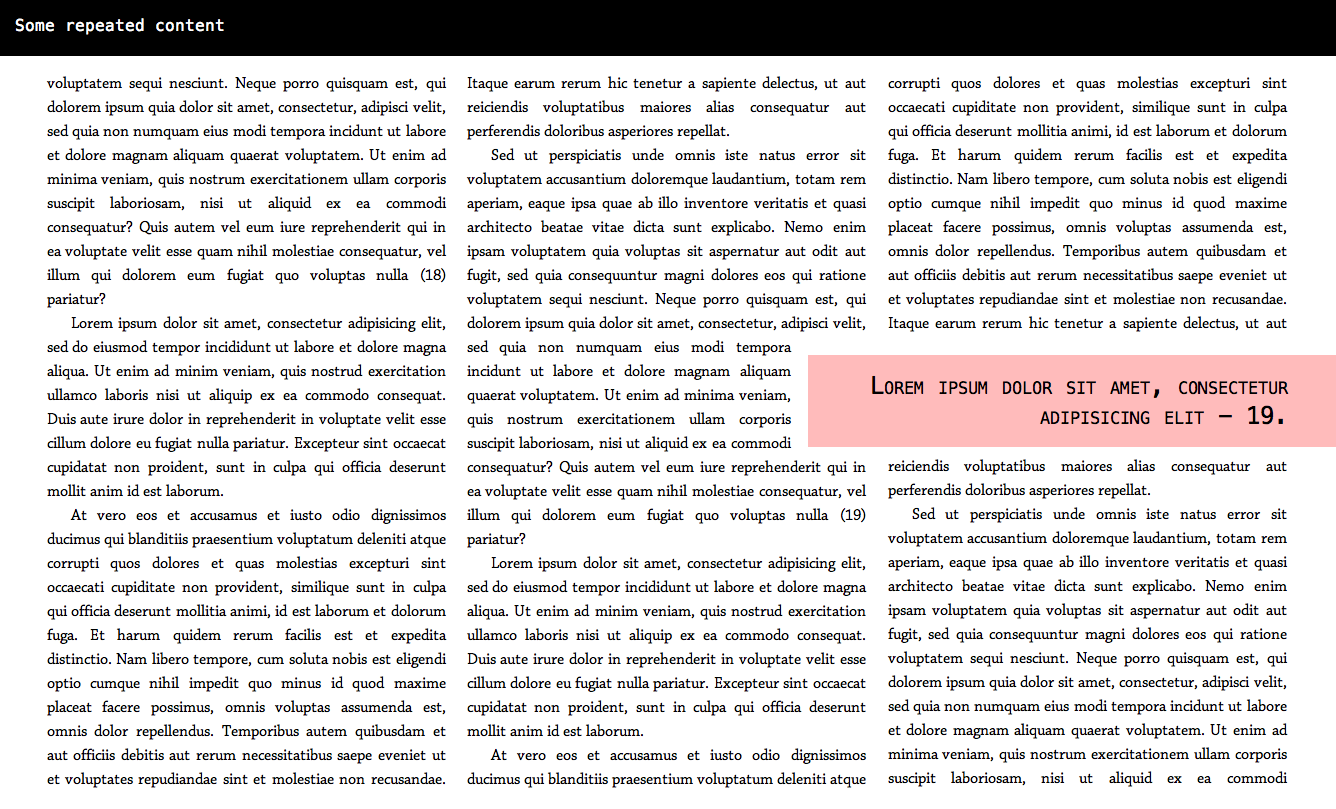 Some repeated content
voluptatem sequi nesciunt. Neque porro quisquam est, qui
dolorem ipsum quia dolor sit amet, consectetur, adipisci velit,
sed quia non numquam eius modi tempora incidunt ut labore
et dolore magnam aliquam quaerat voluptatem. Ut enim ad
minima veniam, quis nostrum exercitationem ullam corporis
suscipit laboriosam, nisi ut aliquid ex ea commodi
consequatur? Quis autem vel eum iure reprehenderit qui in
ea voluptate velit esse quam nihil molestiae consequatur, vel
illum qui dolorem eum fugiat quo voluptas nulla (18)
pariatur?
Lorem ipsum dolor sit amet, consectetur adipisicing elit,
sed do eiusmod tempor incididunt ut labore et dolore magna
aliqua. Ut enim ad minim veniam, quis nostrud exercitation
ullamco laboris nisi ut aliquip ex ea commodo consequat.
Duis aute irure dolor in reprehenderit in voluptate velit esse
cillum dolore eu fugiat nulla pariatur. Excepteur sint occaecat
cupidatat non proident, sunt in culpa qui officia deserunt
mollit anim id est laborum.
At vero eos et accusamus et iusto odio dignissimos
ducimus qui blanditiis praesentium voluptatum deleniti atque
corrupti quos dolores et quas molestias excepturi sint
occaecati cupiditate non provident, similique sunt in culpa
qui officia deserunt mollitia animi, id est laborum et dolorum
fuga. Et harum quidem rerum facilis est et expedita
distinctio. Nam libero tempore, cum soluta nobis est eligendi
optio cumque nihil impedit quo minus id quod maxime
placeat facere possimus, omnis voluptas assumenda est,
omnis dolor repellendus. Temporibus autem quibusdam et
aut officiis debitis aut rerum necessitatibus saepe eveniet ut
et voluptates repudiandae sint et molestiae non recusandae.
Itaque earum rerum hic tenetur a sapiente delectus, ut aut
reiciendis voluptatibus maiores alias consequatur aut
perferendis doloribus asperiores repellat.
Sed ut perspiciatis unde omnis iste natus error sit
voluptatem accusantium doloremque laudantium, totam rem
aperiam, eaque ipsa quae ab illo inventore veritatis et quasi
architecto beatae vitae dicta sunt explicabo. Nemo enim
ipsam voluptatem quia voluptas sit aspernatur aut odit aut
fugit, sed quia consequuntur magni dolores eos qui ratione
voluptatem sequi nesciunt. Neque porro quisquam est, qui
dolorem ipsum quia dolor sit amet, consectetur, adipisci velit,
sed quia non numquam eius modi tempora
incidunt ut labore et dolore magnam aliquam
quaerat voluptatem. Ut enim ad minima veniam,
quis nostrum exercitationem ullam corporis
suscipit laboriosam, nisi ut aliquid ex ea commodi
consequatur? Quis autem vel eum iure reprehenderit qui in
ea voluptate velit esse quam nihil molestiae consequatur, vel
illum qui dolorem eum fugiat quo voluptas nulla (19)
pariatur?
Lorem ipsum dolor sit amet, consectetur adipisicing elit,
sed do eiusmod tempor incididunt ut labore et dolore magna
aliqua. Ut enim ad minim veniam, quis nostrud exercitation
ullamco laboris nisi ut aliquip ex ea commodo consequat.
Duis aute irure dolor in reprehenderit in voluptate velit esse
cillum dolore eu fugiat nulla pariatur. Excepteur sint occaecat
cupidatat non proident, sunt in culpa qui officia deserunt
mollit anim id est laborum.
At vero eos et accusamus et iusto odio dignissimos
ducimus qui blanditiis praesentium voluptatum deleniti atque
corrupti quos dolores et quas molestias excepturi sint
occaecati cupiditate non provident, similique sunt in culpa
qui officia deserunt mollitia animi, id est laborum et dolorum
fuga. Et harum quidem rerum facilis est et expedita
distinctio. Nam libero tempore, cum soluta nobis est eligendi
optio cumque nihil impedit quo minus id quod maxime
placeat facere possimus, omnis voluptas assumenda est,
omnis dolor repellendus. Temporibus autem quibusdam et
aut officiis debitis aut rerum necessitatibus saepe eveniet ut
et voluptates repudiandae sint et molestiae non recusandae.
Itaque earum rerum hic tenetur a sapiente delectus, ut aut
Lorem ipsum dolor sit amet, consectetur
adipisicing elit – 19.
reiciendis voluptatibus maiores alias consequatur aut
perferendis doloribus asperiores repellat.
Sed ut perspiciatis unde omnis iste natus error sit
voluptatem accusantium doloremque laudantium, totam rem
aperiam, eaque ipsa quae ab illo inventore veritatis et quasi
architecto beatae vitae dicta sunt explicabo. Nemo enim
ipsam voluptatem quia voluptas sit aspernatur aut odit aut
fugit, sed quia consequuntur magni dolores eos qui ratione
voluptatem sequi nesciunt. Neque porro quisquam est, qui
dolorem ipsum quia dolor sit amet, consectetur, adipisci velit,
sed quia non numquam eius modi tempora incidunt ut labore
et dolore magnam aliquam quaerat voluptatem. Ut enim ad
minima veniam, quis nostrum exercitationem ullam corporis
suscipit laboriosam, nisi ut aliquid ex ea commodi